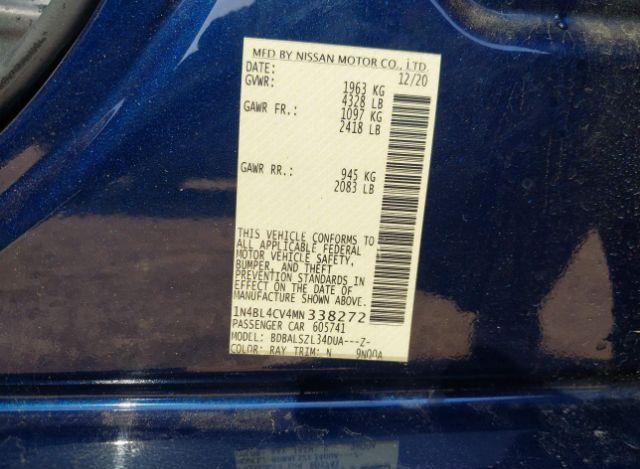 MFD BY NISSAN MOTOR CO., LTD.
DATE: 12/20
GVWR: 1963 KG
4328 LB
GAWR FR.: 1097 KG
2418 LB
GAWR RR.: 945 KG
2083 LB
THIS VEHICLE CONFORMS TO
ALL APPLICABLE FEDERAL
MOTOR VEHICLE SAFETY,
BUMPER, AND THEFT
PREVENTION STANDARDS IN
EFFECT ON THE DATE OF
MANUFACTURE SHOWN ABOVE.
1N4BL4CV4MN338272
PASSENGER CAR 605741
MODEL: BDBALSZL34DUA---Z-
COLOR: RAY TRIM: N 9N00A